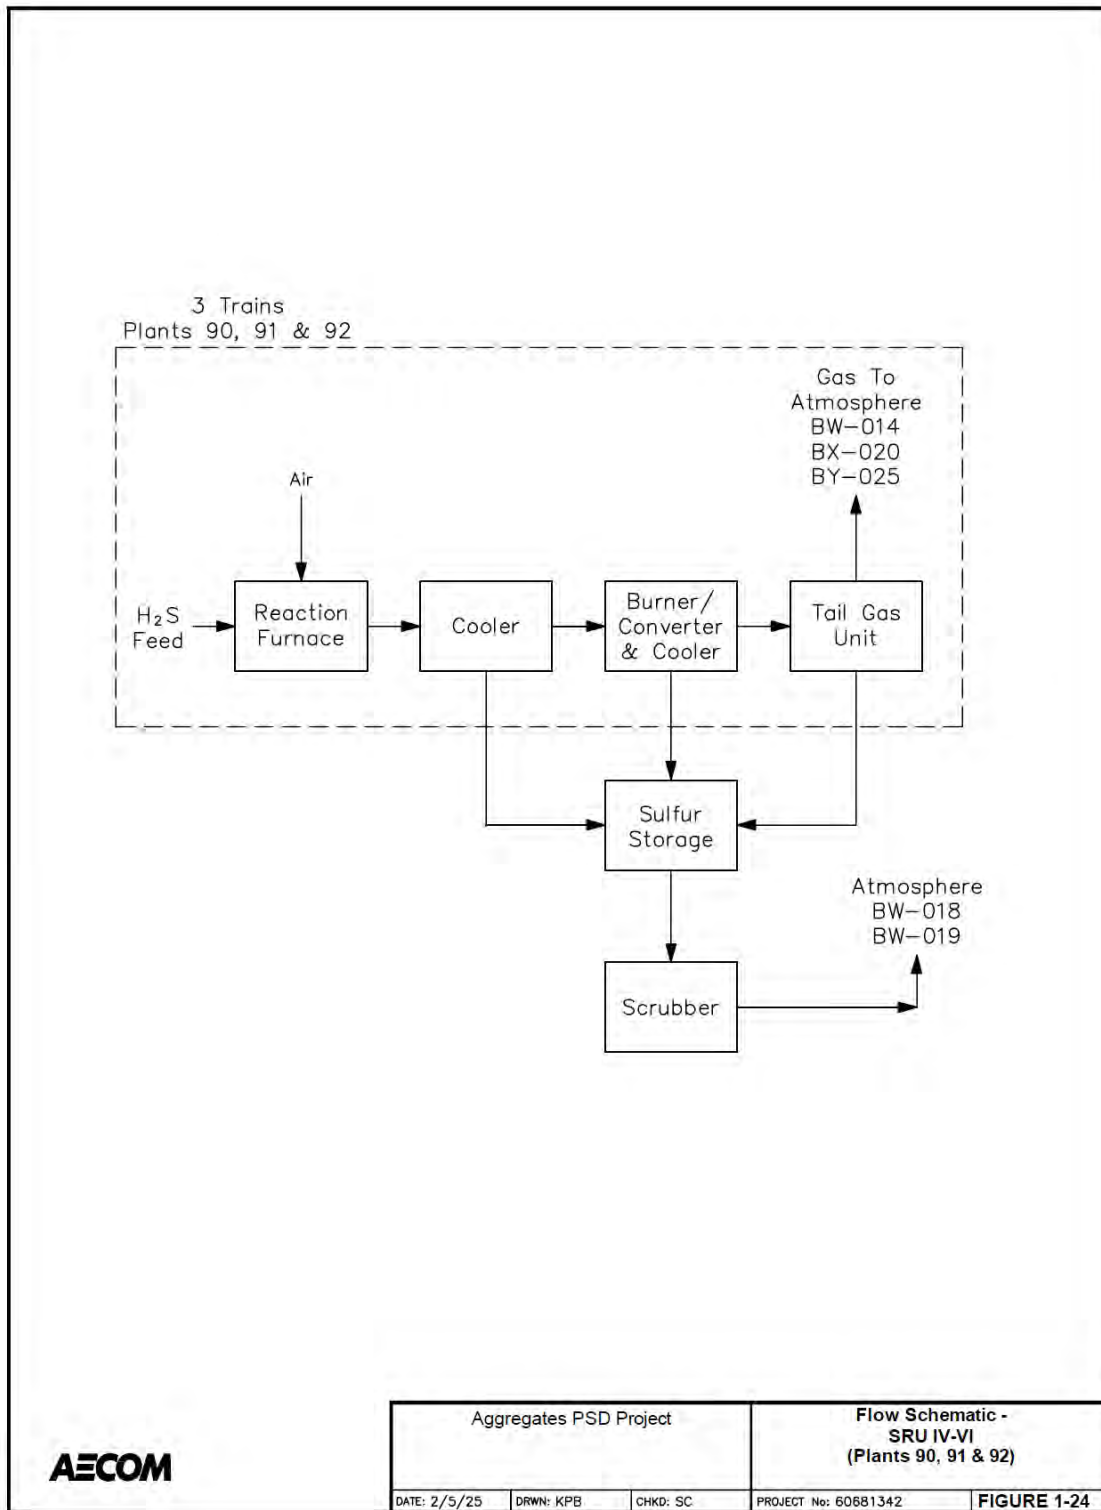 3 Trains
Plants 90, 91 & 92
Gas To
Atmosphere
BW-014
BX-020
BY-025
Air
H₂S
Feed
Reaction
Furnace
Cooler
Burner/
Converter
& Cooler
Tail Gas
Unit
Sulfur
Storage
Atmosphere
BW-018
BW-019
Scrubber
AECOM
Aggregates PSD Project
Flow Schematic -
SRU IV-VI
(Plants 90, 91 & 92)
DATE: 2/5/25
DRWN: KPB
CHKD: SC
PROJECT No: 60681342
FIGURE 1-24